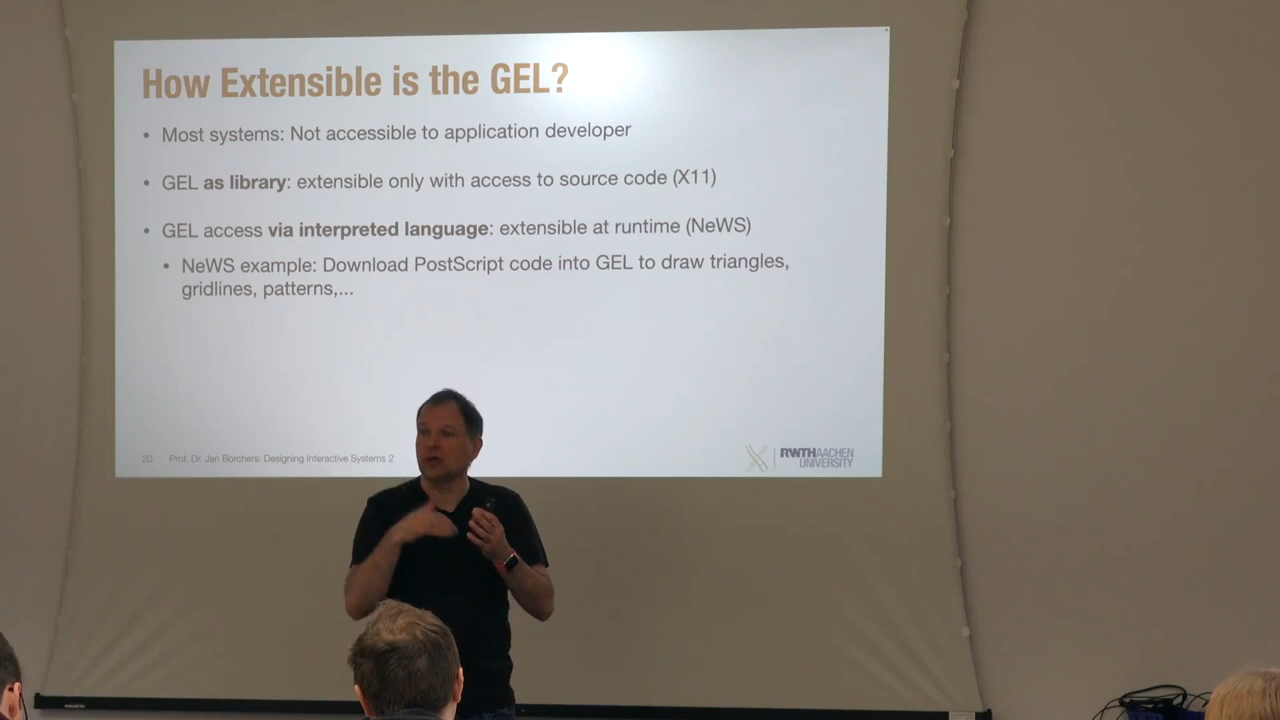 How Extensible is the GEL?
• Most systems: Not accessible to application developer
• GEL as library: extensible only with access to source code (X11)
• GEL access via interpreted language: extensible at runtime (NeWS)
• NeWS example: Download PostScript code into GEL to draw triangles,
gridlines, patterns,...
20 Prof. Dr. Jan Borchers: Designing Interactive Systems 2
RWTHAACHEN
UNIVERSITY